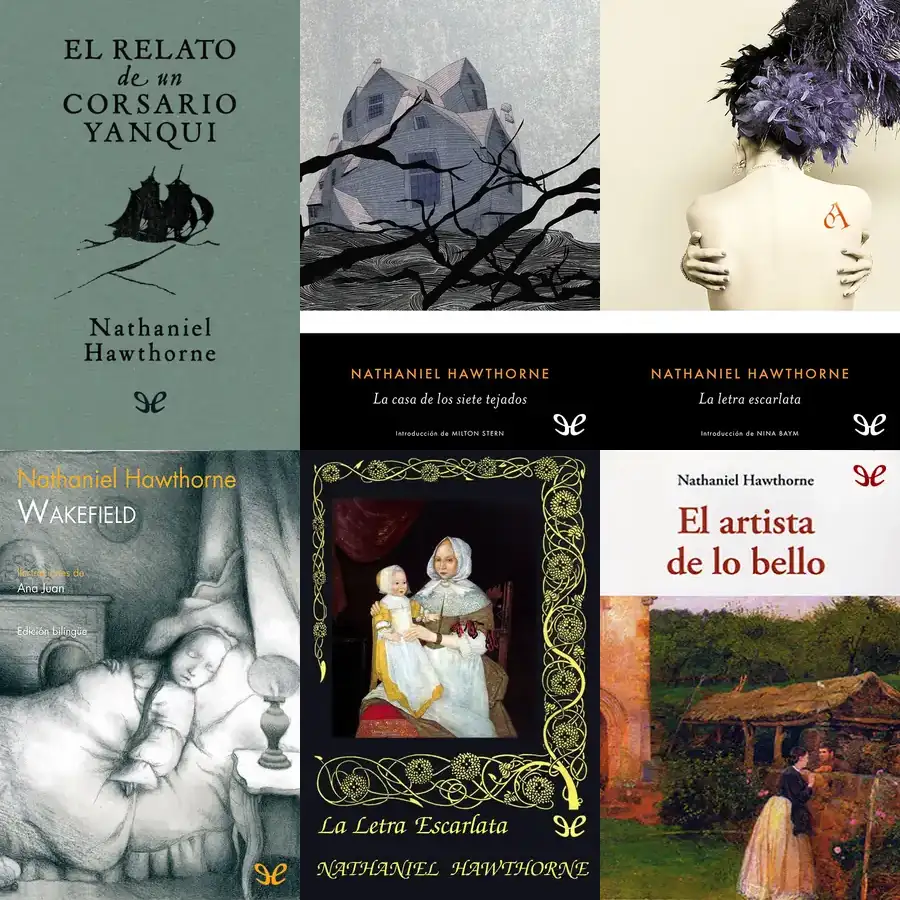 EL RELATO
de un
CORSARIO
YANQUI
Nathaniel
Hawthorne
NATHANIEL HAWTHORNE
La casa de los siete tejados
Introducción de MILTON STERN
A
NATHANIEL HAWTHORNE
La letra escarlata
Introducción de NINA BAYM
Nathaniel Hawthorne
WAKEFIELD
Ilustraciones de
Ana Juan
Edición bilingüe
La Letra Escarlata
NATHANIEL HAWTHORNE
Nathaniel Hawthorne
El artista
de lo bello